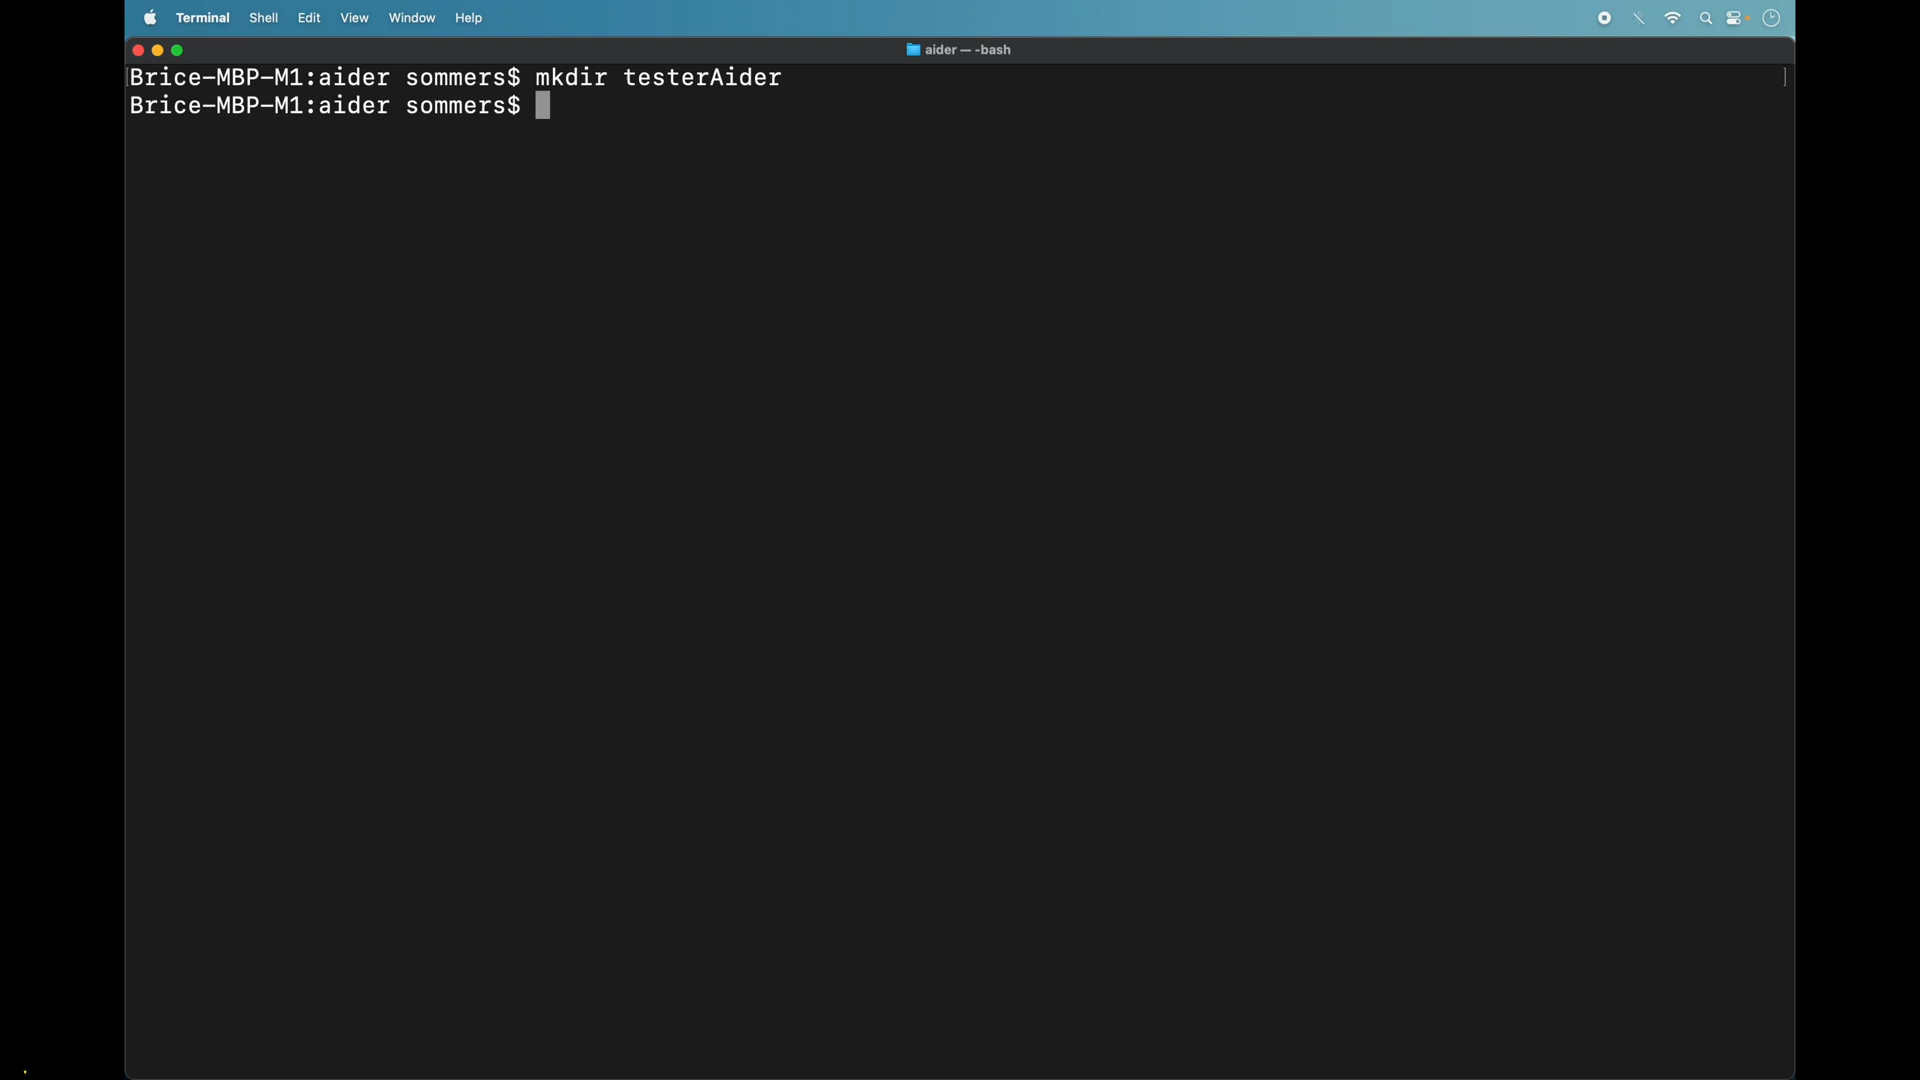 Terminal Shell Edit View Window Help
aider — -bash
Brice-MBP-M1:aider sommers$ mkdir testerAider
Brice-MBP-M1:aider sommers$